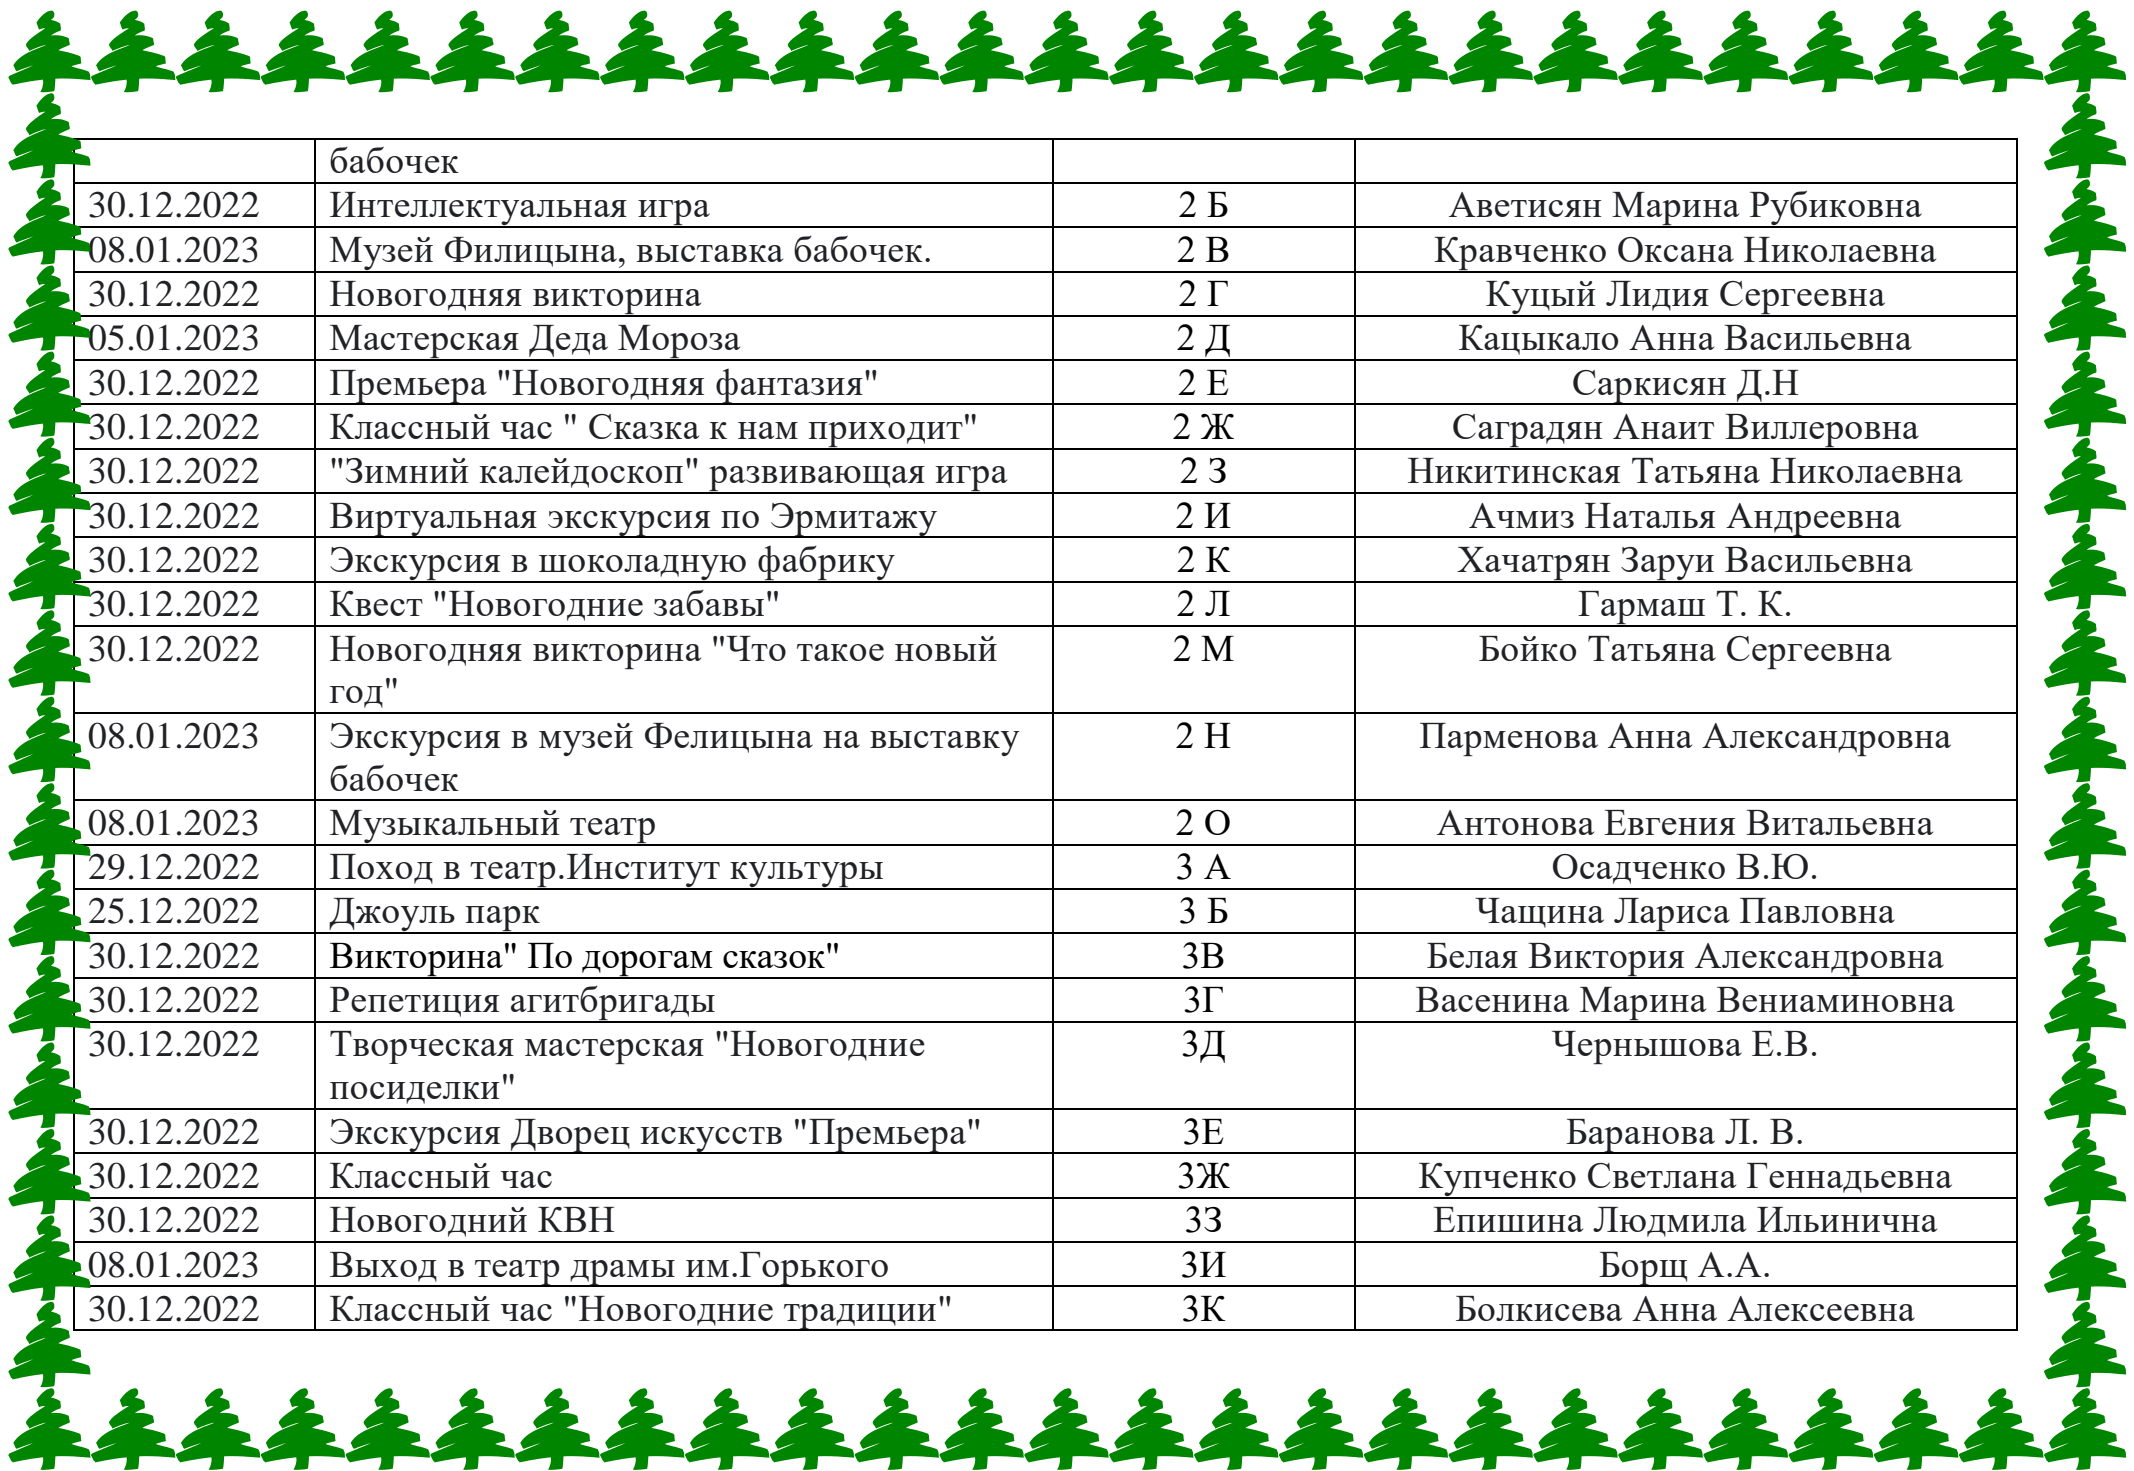 бабочек
30.12.2022 Интеллектуальная игра 2 Б Аветисян Марина Рубиковна
08.01.2023 Музей Филицына, выставка бабочек. 2 В Кравченко Оксана Николаевна
30.12.2022 Новогодняя викторина 2 Г Куцый Лидия Сергеевна
05.01.2023 Мастерская Деда Мороза 2 Д Кацыкало Анна Васильевна
30.12.2022 Премьера "Новогодняя фантазия" 2 Е Саркисян Д.Н
30.12.2022 Классный час " Сказка к нам приходит" 2 Ж Саградян Анаит Виллеровна
30.12.2022 "Зимний калейдоскоп" развивающая игра 2 З Никитинская Татьяна Николаевна
30.12.2022 Виртуальная экскурсия по Эрмитажу 2 И Ачмиз Наталья Андреевна
30.12.2022 Экскурсия в шоколадную фабрику 2 К Хачатрян Заруи Васильевна
30.12.2022 Квест "Новогодние забавы" 2 Л Гармаш Т. К.
30.12.2022 Новогодняя викторина "Что такое новый 2 М Бойко Татьяна Сергеевна
год"
08.01.2023 Экскурсия в музей Фелицына на выставку 2 Н Парменова Анна Александровна
бабочек
08.01.2023 Музыкальный театр 2 О Антонова Евгения Витальевна
29.12.2022 Поход в театр.Институт культуры 3 А Осадченко В.Ю.
25.12.2022 Джоуль парк 3 Б Чащина Лариса Павловна
30.12.2022 Викторина" По дорогам сказок" 3В Белая Виктория Александровна
30.12.2022 Репетиция агитбригады 3Г Васенина Марина Вениаминовна
30.12.2022 Творческая мастерская "Новогодние 3Д Чернышова Е.В.
посиделки"
30.12.2022 Экскурсия Дворец искусств "Премьера" 3Е Баранова Л. В.
30.12.2022 Классный час 3Ж Купченко Светлана Геннадьевна
30.12.2022 Новогодний КВН 3З Епишина Людмила Ильинична
08.01.2023 Выход в театр драмы им.Горького 3И Борщ А.А.
30.12.2022 Классный час "Новогодние традиции" 3К Болкисева Анна Алексеевна